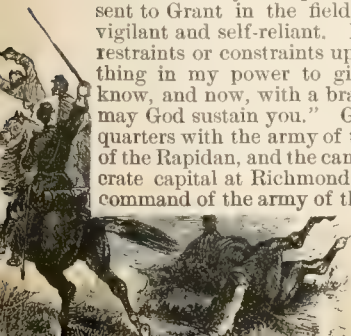 sent to Grant in the field
vigilant and self-reliant.
restraints or constraints up
thing in my power to gi
know, and now, with a bra
may God sustain you." G
quarters with the army of
of the Rapidan, and the cam
crate capital at Richmond
command of the army of th